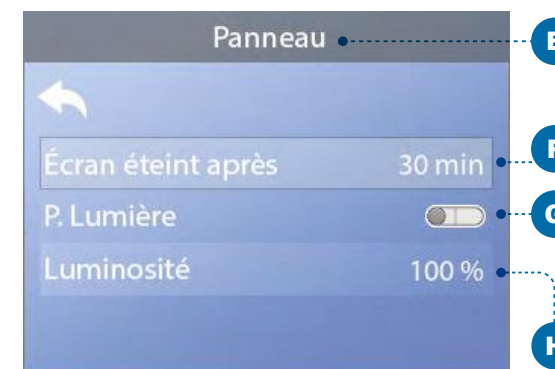 Panneau
E
Écran éteint après 30 min
F
P. Lumière
G
Luminosité 100 %
H